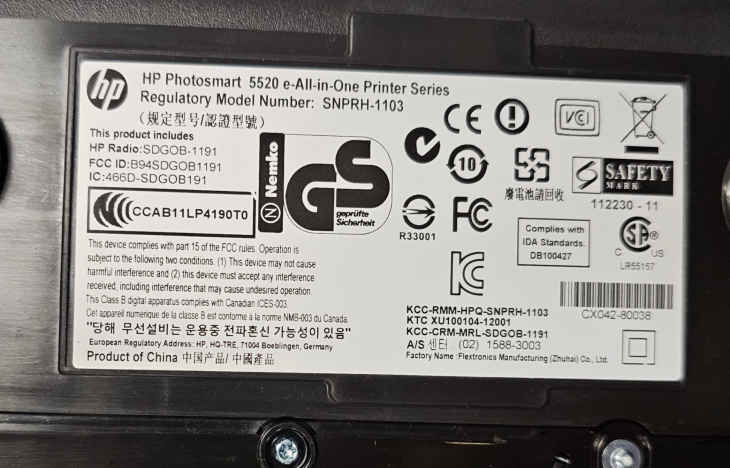 hp
HP Photosmart 5520 e-All-in-One Printer Series
Regulatory Model Number: SNPRH-1103
(规定型号/認證型號)
This product includes
HP Radio:SDGOB-1191
FCC ID:B94SDGOB1191
IC:466D-SDGOB191
CCAB11LP4190T0
N Nemko
GS
geprüfte
Sicherheit
CE
VCI
10
廢電池請回收
SAFETY
MARK
112230 - 11
R33001
FC
Complies with
IDA Standards.
DB100427
SA
C US
LR55157
This device complies with part 15 of the FCC rules. Operation is
subject to the following two conditions. (1) This device may not cause
harmful interference and (2) this device must accept any interference
received, including interference that may cause undesired operation.
This Class B digital apparatus complies with Canadian ICES-003.
Cet appareil numerique de la classe B est conforme à la norme NMB-003 du Canada.
"당해 무선설비는 운용중 전파혼신 가능성이 있음"
European Regulatory Address: HP, HQ-TRE, 71004 Boeblingen, Germany
Product of China 中国产品/ 中國產品
KCC-RMM-HPQ-SNPRH-1103
KTC XU100104-12001
KCC-CRM-MRL-SDGOB-1191
A/S 센터 (02) 1588-3003
Factory Name :Flextronics Manufacturing (Zhuhai) Co., Ltd.
CX042-80038